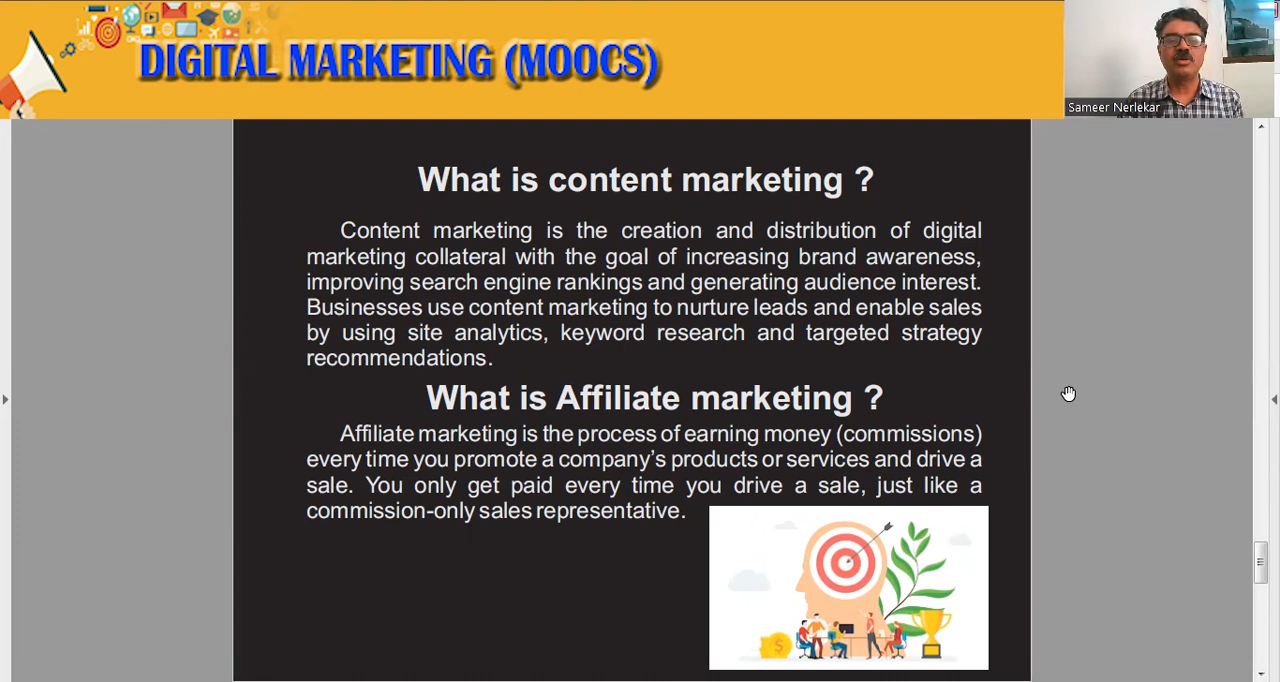 DIGITAL MARKETING (MOOCS)
Sameer Nerlekar
What is content marketing ?
Content marketing is the creation and distribution of digital
marketing collateral with the goal of increasing brand awareness,
improving search engine rankings and generating audience interest.
Businesses use content marketing to nurture leads and enable sales
by using site analytics, keyword research and targeted strategy
recommendations.
What is Affiliate marketing ?
Affiliate marketing is the process of earning money (commissions)
every time you promote a company’s products or services and drive a
sale. You only get paid every time you drive a sale, just like a
commission-only sales representative.
$